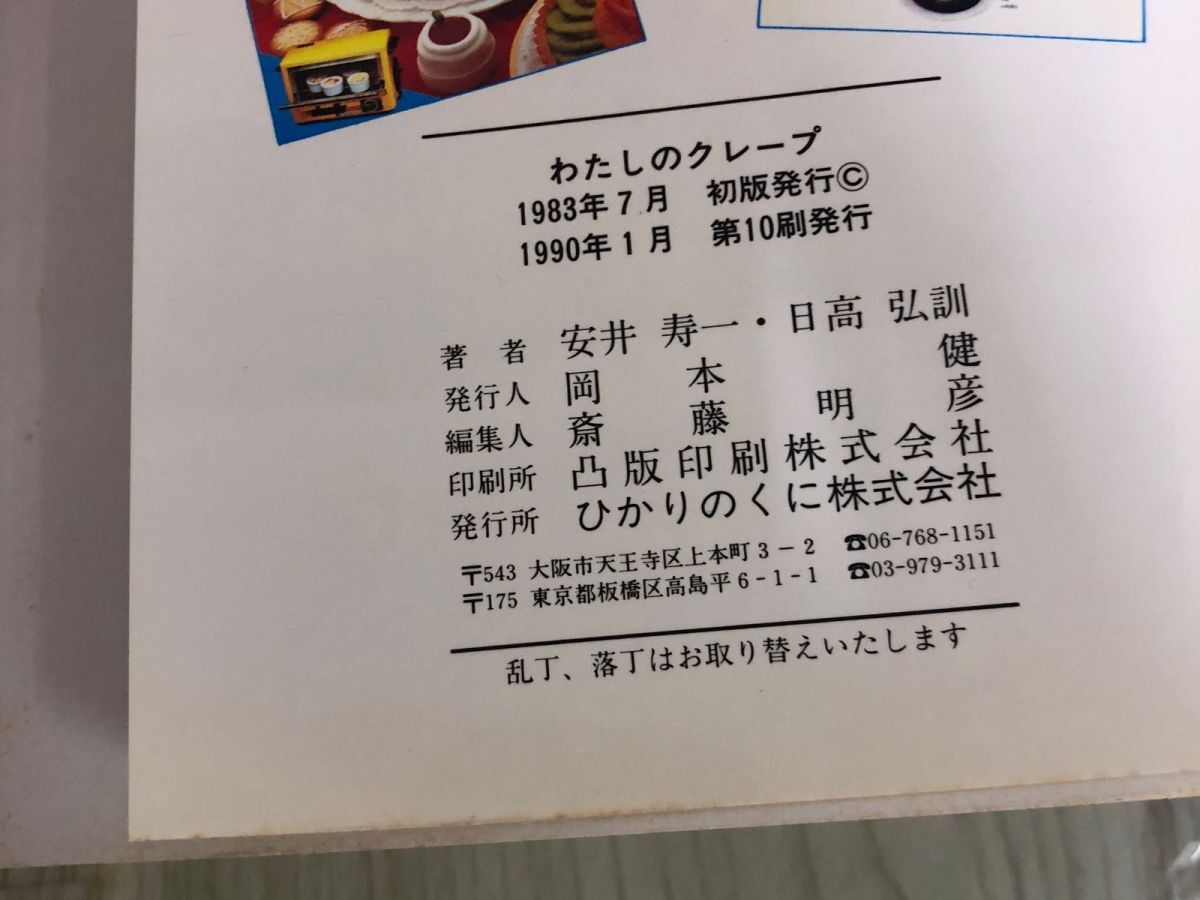 わたしのクレープ
1983年7月 初版発行Ⓒ
1990年1月 第10刷発行
著者 安井 寿一・日高 弘訓
発行人 岡本 健
編集人 斎藤明彦
印刷所 凸版印刷株式会社
発行所 ひかりのくに株式会社
〒543 大阪市天王寺区上本町3-2 ☎06-768-1151
〒175 東京都板橋区高島平6-1-1 ☎03-979-3111
乱丁、落丁はお取り替えいたします